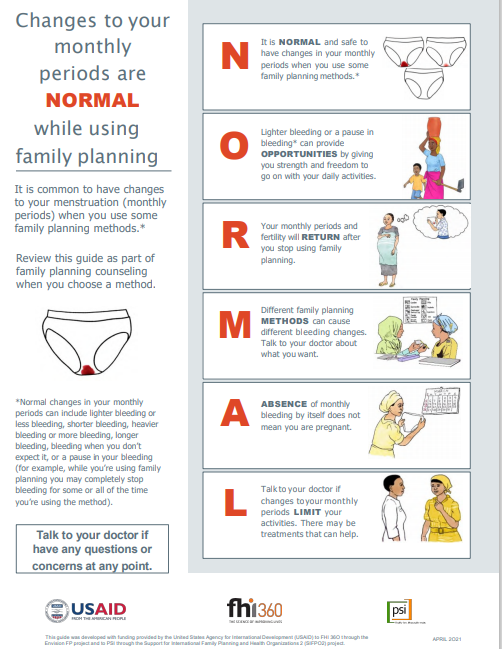 Changes to your
monthly
periods are
NORMAL
while using
family planning
It is common to have changes
to your menstruation (monthly
periods) when you use some
family planning methods.*
Review this guide as part of
family planning counseling
when you choose a method.
*Normal changes in your monthly
periods can include lighter bleeding or
less bleeding, shorter bleeding, heavier
bleeding or more bleeding, longer
bleeding, bleeding when you don't
expect it, or a pause in your bleeding
(for example, while you're using family
planning you may completely stop
bleeding for some or all of the time
you're using the method).
Talk to your doctor if
have any questions or
concerns at any point.
N
It is NORMAL and safe to
have changes in your monthly
periods when you use some
family planning methods.*
O
Lighter bleeding or a pause in
bleeding* can provide
OPPORTUNITIES by giving
you strength and freedom to
go on with your daily activities.
R
Your monthly periods and
fertility will RETURN after
you stop using family
planning.
M
Different family planning
METHODS can cause
different bleeding changes.
Talk to your doctor about
what you want.
A
ABSENCE of monthly
bleeding by itself does not
mean you are pregnant.
L
Talk to your doctor if
changes to your monthly
periods LIMIT your
activities. There may be
treatments that can help.
USAID
FROM THE AMERICAN PEOPLE
fhi360
THE SCIENCE OF IMPROVING LIVES
psi
This guide was developed with funding provided by the United States Agency for International Development (USAID) to FHI 360 through the
Envision FP project and to PSI through the Support for International Family Planning and Health Organizations 2 (SIFPO2) project.
APRIL 2021